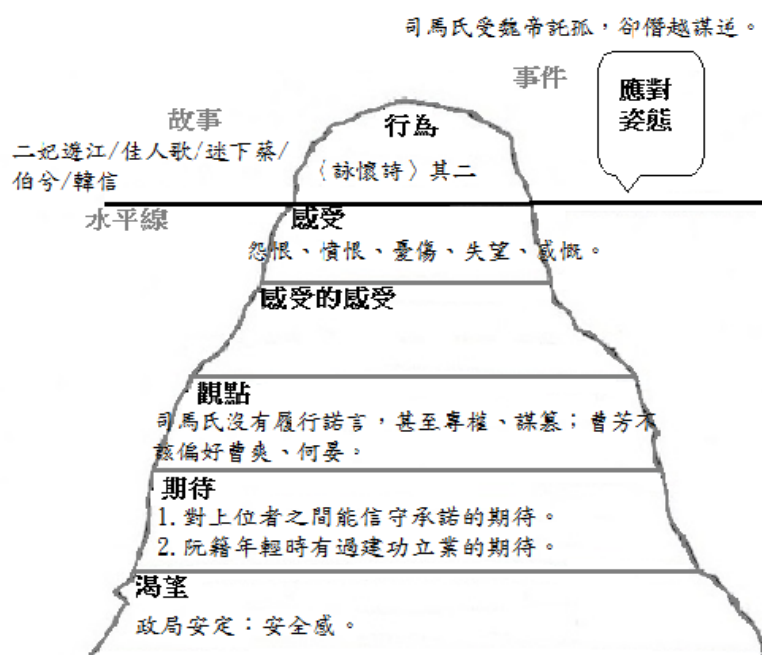 司馬氏受魏帝託孤，卻僭越謀逆。
事件
應對
姿態
故事
行為
二妃遊江/佳人歌/迷下蔡/
伯兮/韓信
〈詠懷詩〉其二
水平線
感受
怨恨、憤恨、憂傷、失望、感慨。
感受的感受
觀點
司馬氏沒有履行諾言，甚至專權、謀篡；曹芳不
該偏好曹爽、何晏。
期待
1. 對上位者之間能信守承諾的期待。
2. 阮籍年輕時有過建功立業的期待。
渴望
政局安定：安全感。